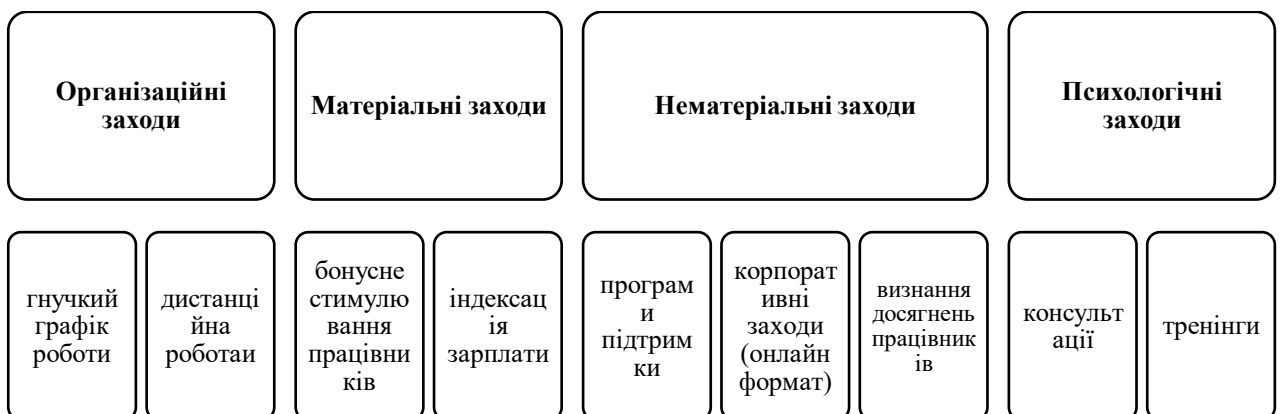 Організаційні
заходи
Матеріальні заходи
Нематеріальні заходи
Психологічні
заходи
гнучкий
графік
роботи
дистанці
йна
роботаи
бонусне
стимулю
вання
працівни
ків
індексац
ія
зарплати
програм
и
підтрим
ки
корпорат
ивні
заходи
(онлайн
формат)
визнання
досягнень
працівник
ів
консульт
ації
тренінги